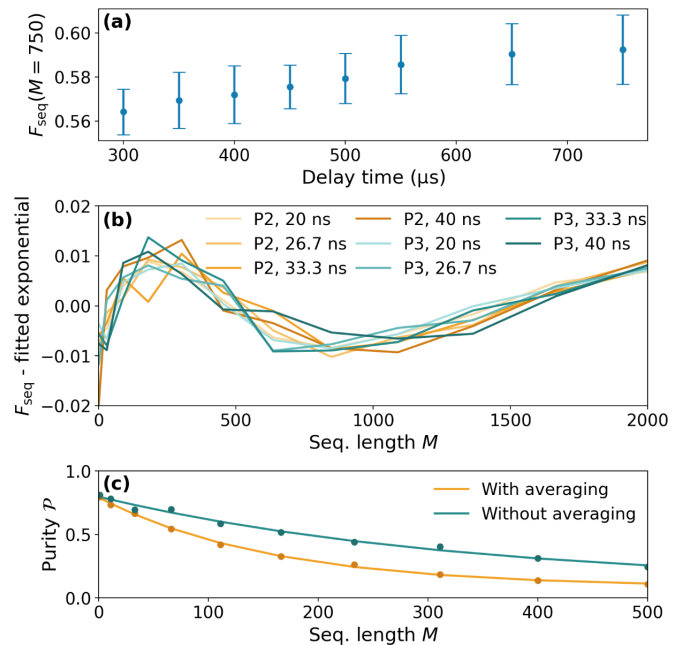 (a)
0.60
0.58
0.56
F_seq(M = 750)
300 400 500 600 700
Delay time (μs)
(b)
0.02
0.01
0.00
−0.01
−0.02
F_seq - fitted exponential
P2, 20 ns P2, 40 ns P3, 33.3 ns
P2, 26.7 ns P3, 20 ns P3, 40 ns
P2, 33.3 ns P3, 26.7 ns
0 500 1000 1500 2000
Seq. length M
(c)
1.0
0.5
0.0
Purity 𝒫
With averaging
Without averaging
0 100 200 300 400 500
Seq. length M